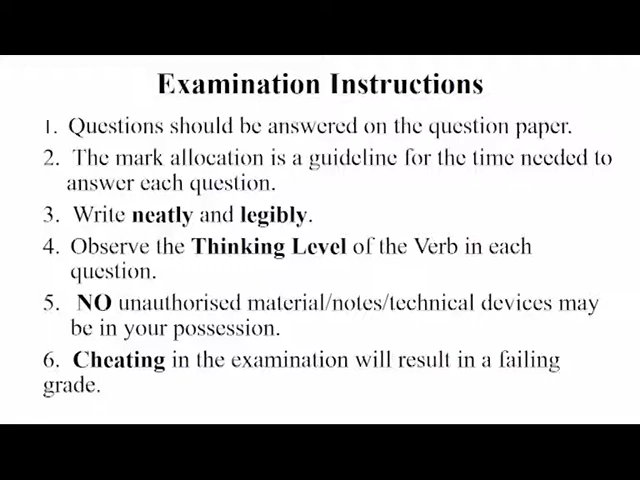 Examination Instructions
1. Questions should be answered on the question paper.
2. The mark allocation is a guideline for the time needed to
answer each question.
3. Write neatly and legibly.
4. Observe the Thinking Level of the Verb in each
question.
5. NO unauthorised material/notes/technical devices may
be in your possession.
6. Cheating in the examination will result in a failing
grade.